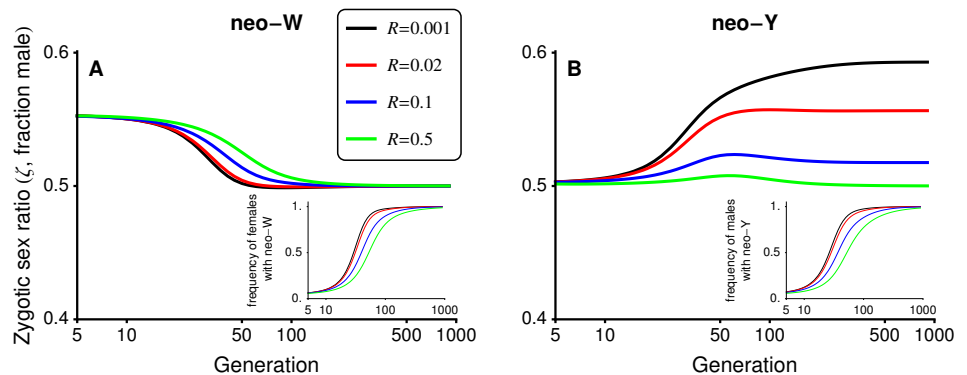 neo−W
neo−Y
R=0.001
R=0.02
R=0.1
R=0.5
A
B
Zygotic sex ratio (ζ, fraction male)
0.6
0.5
0.4
5
10
50
100
500
1000
Generation
frequency of females
with neo−W
1.
0.5
0.
5
10
100
1000
0.6
0.5
0.4
5
10
50
100
500
1000
Generation
frequency of males
with neo−Y
1.
0.5
0.
5
10
100
1000